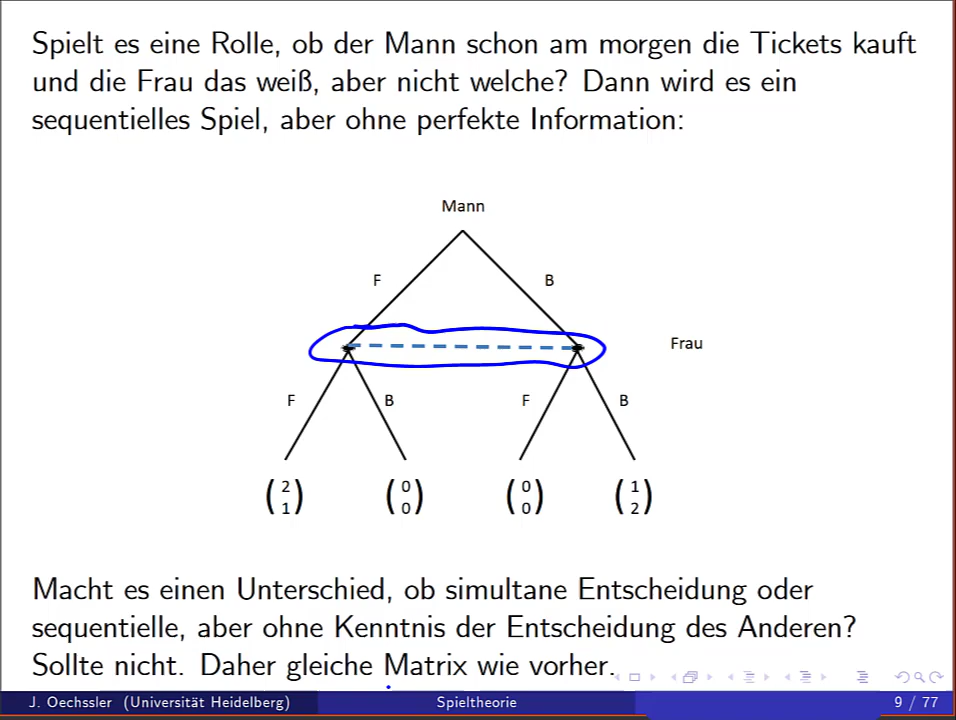 Spielt es eine Rolle, ob der Mann schon am morgen die Tickets kauft
und die Frau das weiß, aber nicht welche? Dann wird es ein
sequentielles Spiel, aber ohne perfekte Information:
Mann
F B
Frau
F B F B
(2 1) (0 0) (0 0) (1 2)
Macht es einen Unterschied, ob simultane Entscheidung oder
sequentielle, aber ohne Kenntnis der Entscheidung des Anderen?
Sollte nicht. Daher gleiche Matrix wie vorher.
J. Oechssler (Universität Heidelberg) Spieltheorie 9 / 77